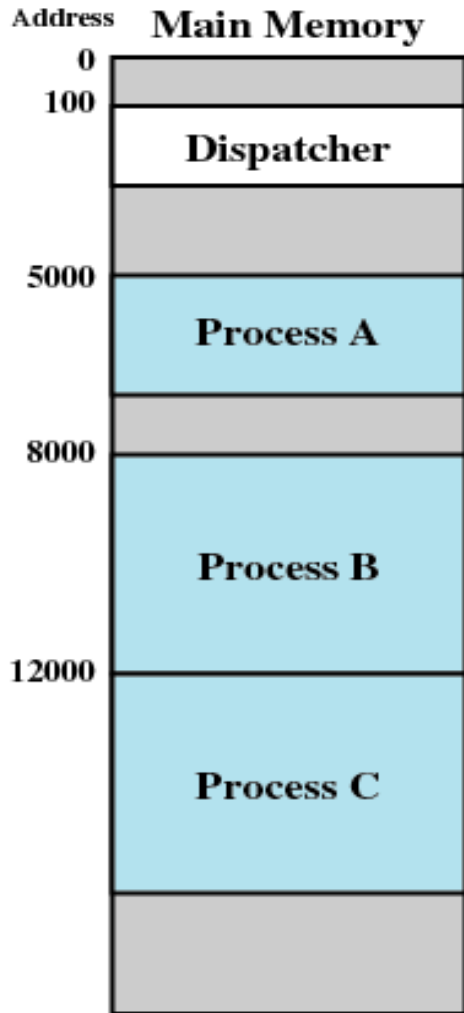 Address Main Memory
0
100
Dispatcher
5000
Process A
8000
Process B
12000
Process C